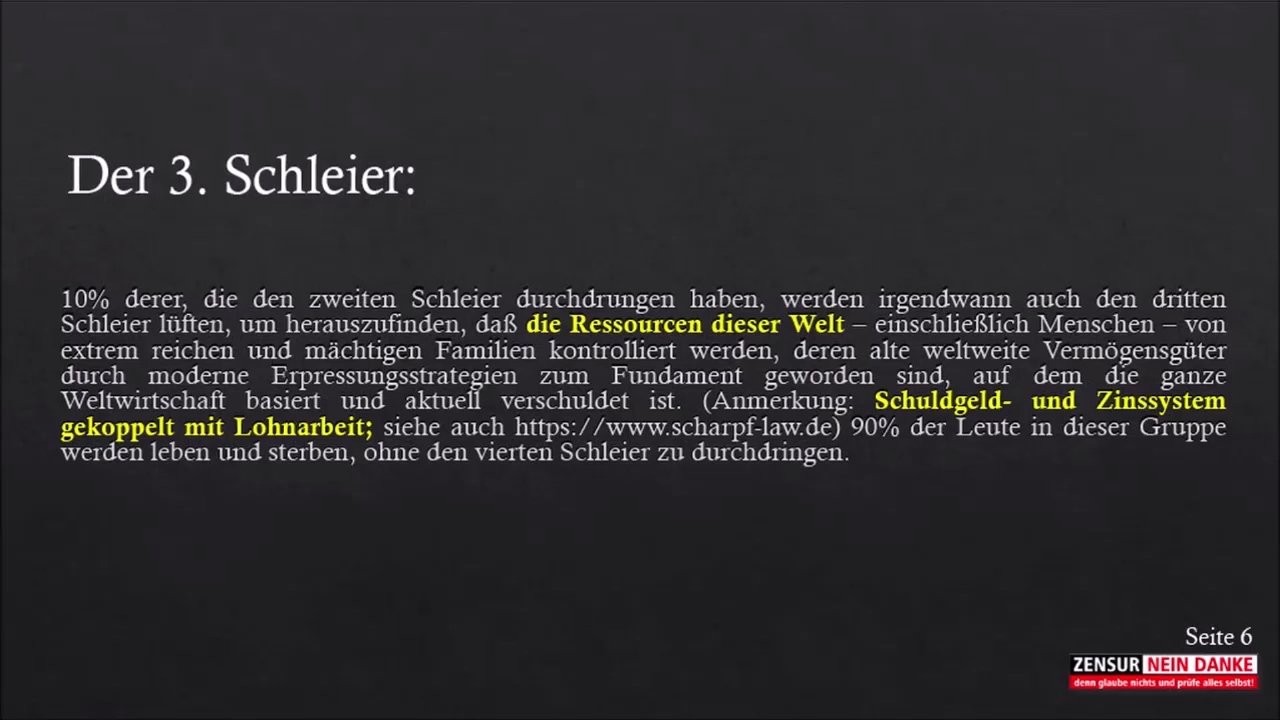 Der 3. Schleier:
10% derer, die den zweiten Schleier durchdrungen haben, werden irgendwann auch den dritten
Schleier lüften, um herauszufinden, daß die Ressourcen dieser Welt – einschließlich Menschen – von
extrem reichen und mächtigen Familien kontrolliert werden, deren alte weltweite Vermögensgüter
durch moderne Erpressungsstrategien zum Fundament geworden sind, auf dem die ganze
Weltwirtschaft basiert und aktuell verschuldet ist. (Anmerkung: Schuldgeld- und Zinssystem
gekoppelt mit Lohnarbeit; siehe auch https://www.scharpf-law.de) 90% der Leute in dieser Gruppe
werden leben und sterben, ohne den vierten Schleier zu durchdringen.
Seite 6
ZENSUR NEIN DANKE
denn glaube nichts und prüfe alles selbst!